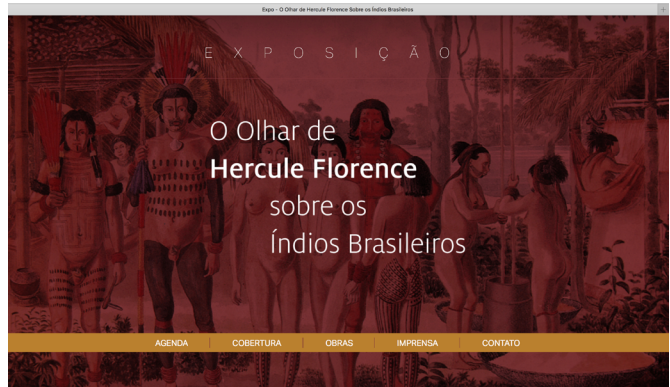 Expo - O Olhar de Hercule Florence Sobre os Índios Brasileiros
EXPOSIÇÃO
O Olhar de
Hercule Florence
sobre os
Índios Brasileiros
AGENDA | COBERTURA | OBRAS | IMPRENSA | CONTATO